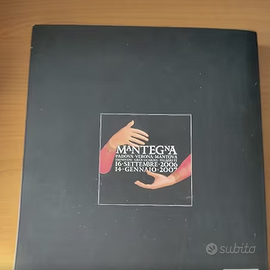 MANTEGNA
PADOVA·VERONA·MANTOVA
16·SETTEMBRE·2006
14·GENNAIO·2007
subito